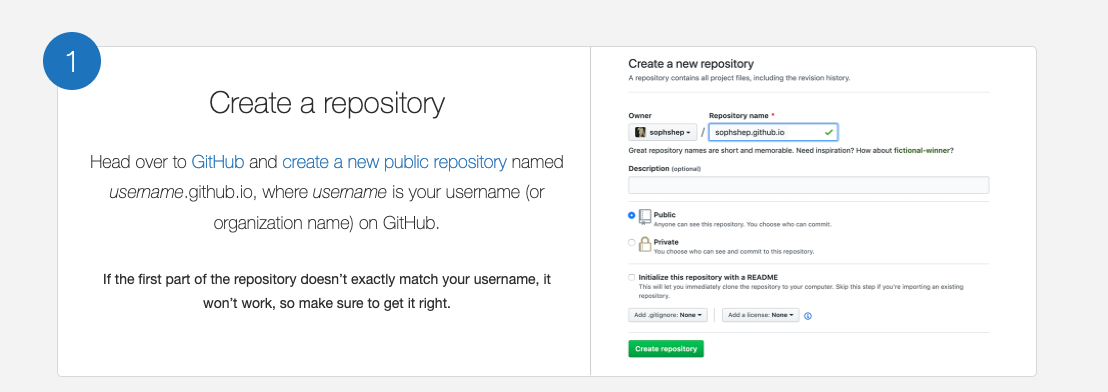 1
Create a repository
Head over to GitHub and create a new public repository named
username.github.io, where username is your username (or
organization name) on GitHub.
If the first part of the repository doesn’t exactly match your username, it
won’t work, so make sure to get it right.
Create a new repository
A repository contains all project files, including the revision history.
Owner
Repository name *
sophshep / sophshep.github.io
Great repository names are short and memorable. Need inspiration? How about fictional-winner?
Description (optional)
Public
Anyone can see this repository. You choose who can commit.
Private
You choose who can see and commit to this repository.
Initialize this repository with a README
This will let you immediately clone the repository to your computer. Skip this step if you're importing an existing
repository.
Add .gitignore: None
Add a license: None
Create repository